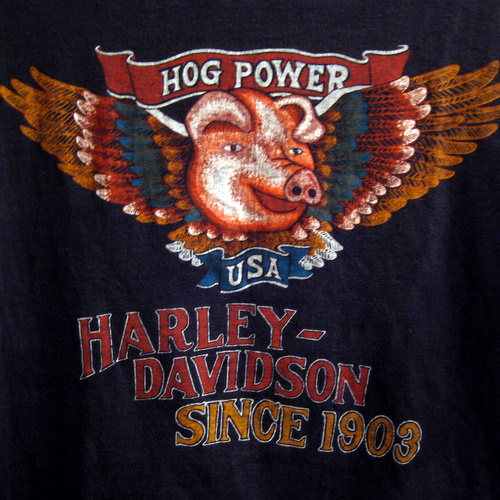 HOG POWER
USA
HARLEY-
DAVIDSON
SINCE 1903